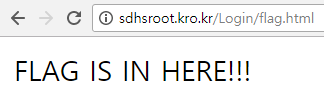 sdhsroot.kro.kr/Login/flag.html
FLAG IS IN HERE!!!